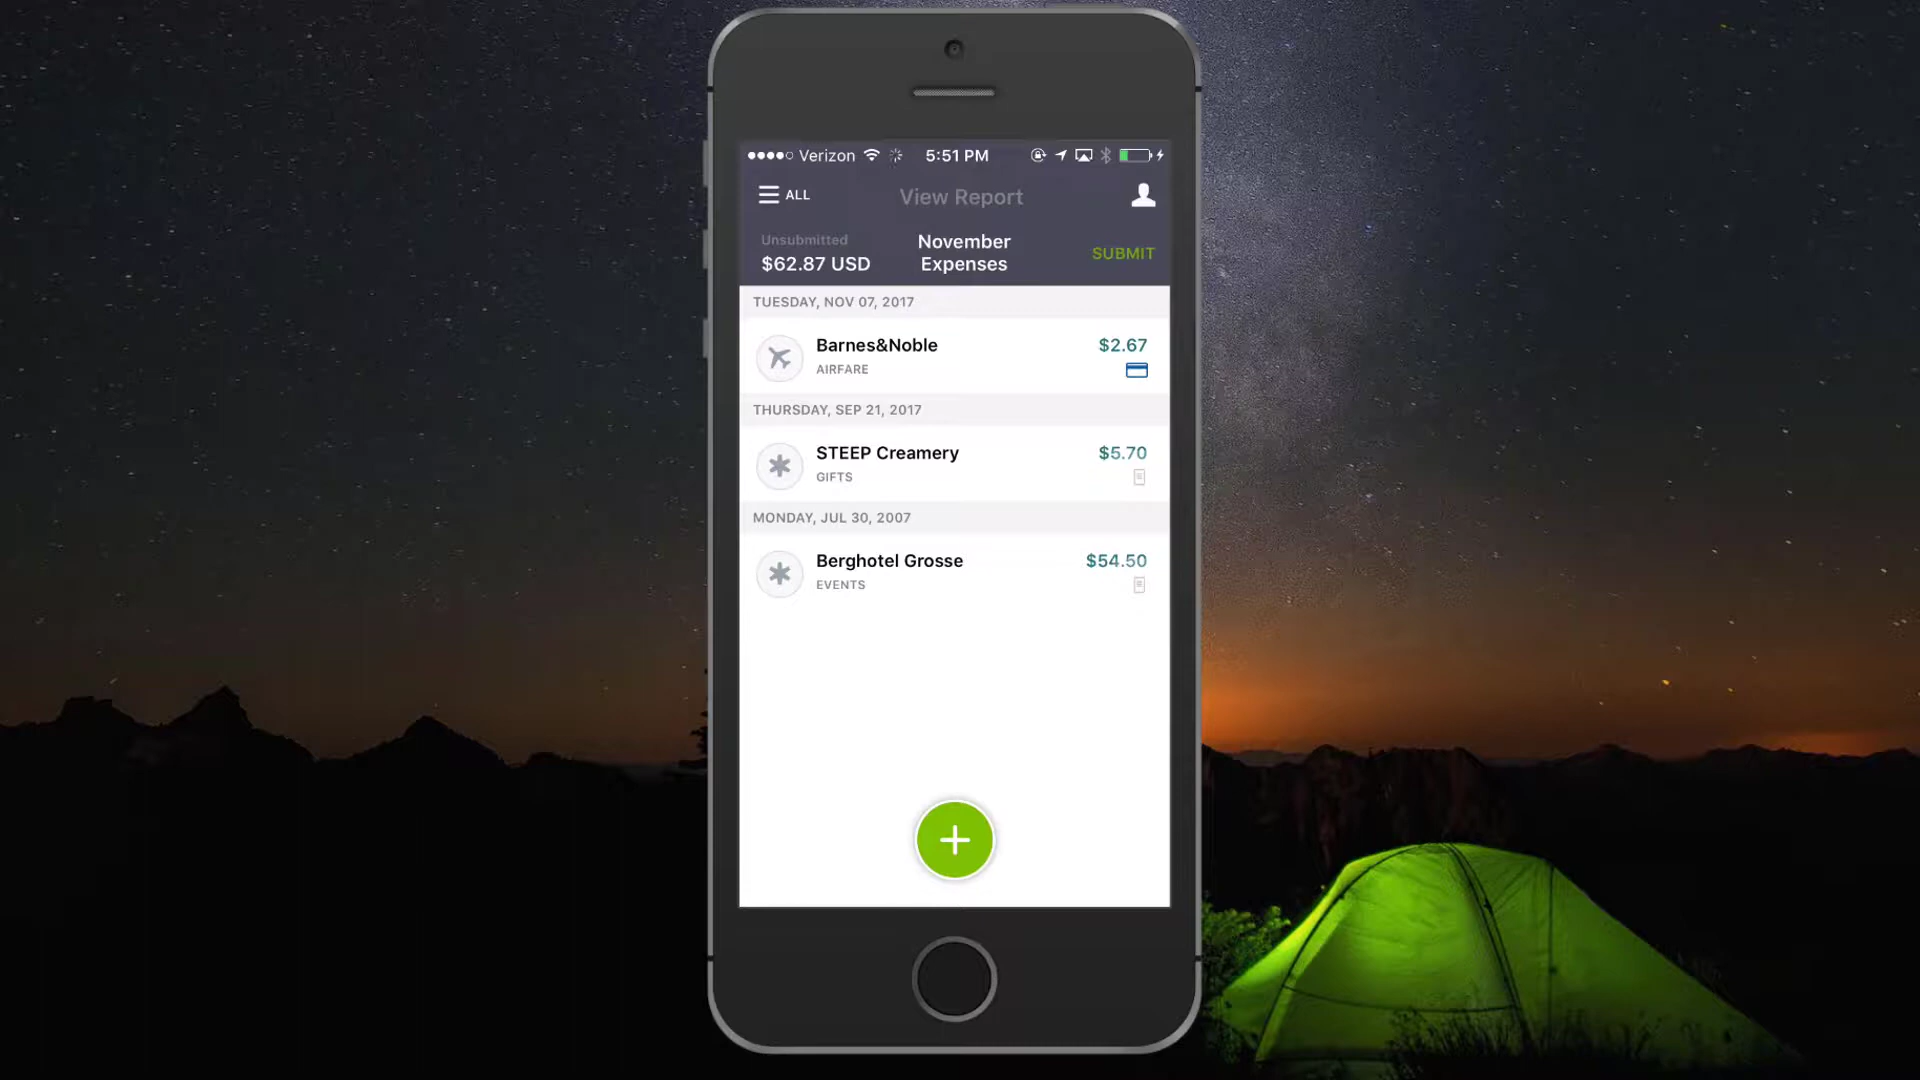 Verizon 5:51 PM
ALL View Report
Unsubmitted
$62.87 USD
November
Expenses
SUBMIT
TUESDAY, NOV 07, 2017
Barnes&Noble $2.67
AIRFARE
THURSDAY, SEP 21, 2017
STEEP Creamery $5.70
GIFTS
MONDAY, JUL 30, 2007
Berghotel Grosse $54.50
EVENTS